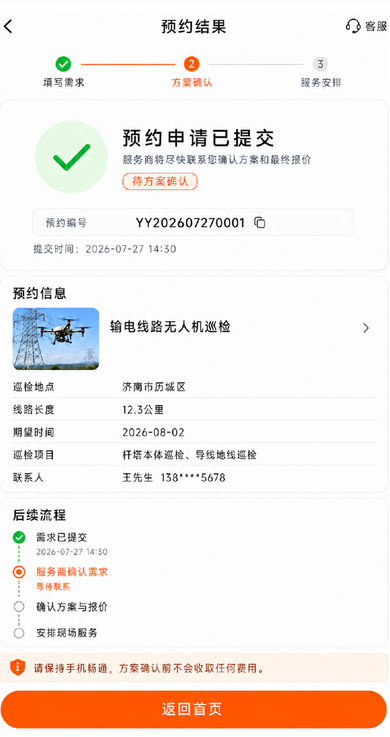 预约结果
客服
2
3
填写需求
方案确认
服务安排
预约申请已提交
服务商将尽快联系您确认方案和最终报价
待方案确认
预约编号 YY202607270001
提交时间：2026-07-27 14:30
预约信息
输电线路无人机巡检
巡检地点 济南市历城区
线路长度 12.3公里
期望时间 2026-08-02
巡检项目 杆塔本体巡检、导线地线巡检
联系人 王先生 138****5678
后续流程
需求已提交
2026-07-27 14:30
服务商确认需求
等待联系
确认方案与报价
安排现场服务
请保持手机畅通，方案确认前不会收取任何费用。
返回首页